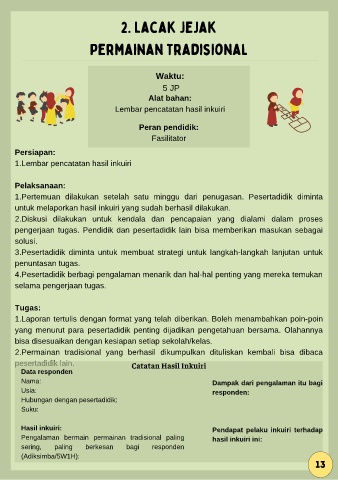 2. LACAK JEJAK
PERMAINAN TRADISIONAL
Waktu:
5 JP
Alat bahan:
Lembar pencatatan hasil inkuiri
Peran pendidik:
Fasilitator
Persiapan:
1.Lembar pencatatan hasil inkuiri
Pelaksanaan:
1.Pertemuan dilakukan setelah satu minggu dari penugasan. Pesertadidik diminta
untuk melaporkan hasil inkuiri yang sudah berhasil dilakukan.
2.Diskusi dilakukan untuk kendala dan pencapaian yang dialami dalam proses
pengerjaan tugas. Pendidik dan pesertadidik lain bisa memberikan masukan sebagai
solusi.
3.Pesertadidik diminta untuk membuat strategi untuk langkah-langkah lanjutan untuk
penuntasan tugas.
4.Pesertadidik berbagi pengalaman menarik dan hal-hal penting yang mereka temukan
selama pengerjaan tugas.
Tugas:
1.Laporan tertulis dengan format yang telah diberikan. Boleh menambahkan poin-poin
yang menurut para pesertadidik penting dijadikan pengetahuan bersama. Olahannya
bisa disesuaikan dengan kesiapan setiap sekolah/kelas.
2.Permainan tradisional yang berhasil dikumpulkan dituliskan kembali bisa dibaca
pesertadidik lain.
Catatan Hasil Inkuiri
Data responden
Nama:
Usia:
Hubungan dengan pesertadidik:
Suku:
Hasil inkuiri:
Pengalaman bermain permainan tradisional paling
sering, paling berkesan bagi responden
(Adiksimba/5W1H):
Dampak dari pengalaman itu bagi
responden:
Pendapat pelaku inkuiri terhadap
hasil inkuiri ini:
13